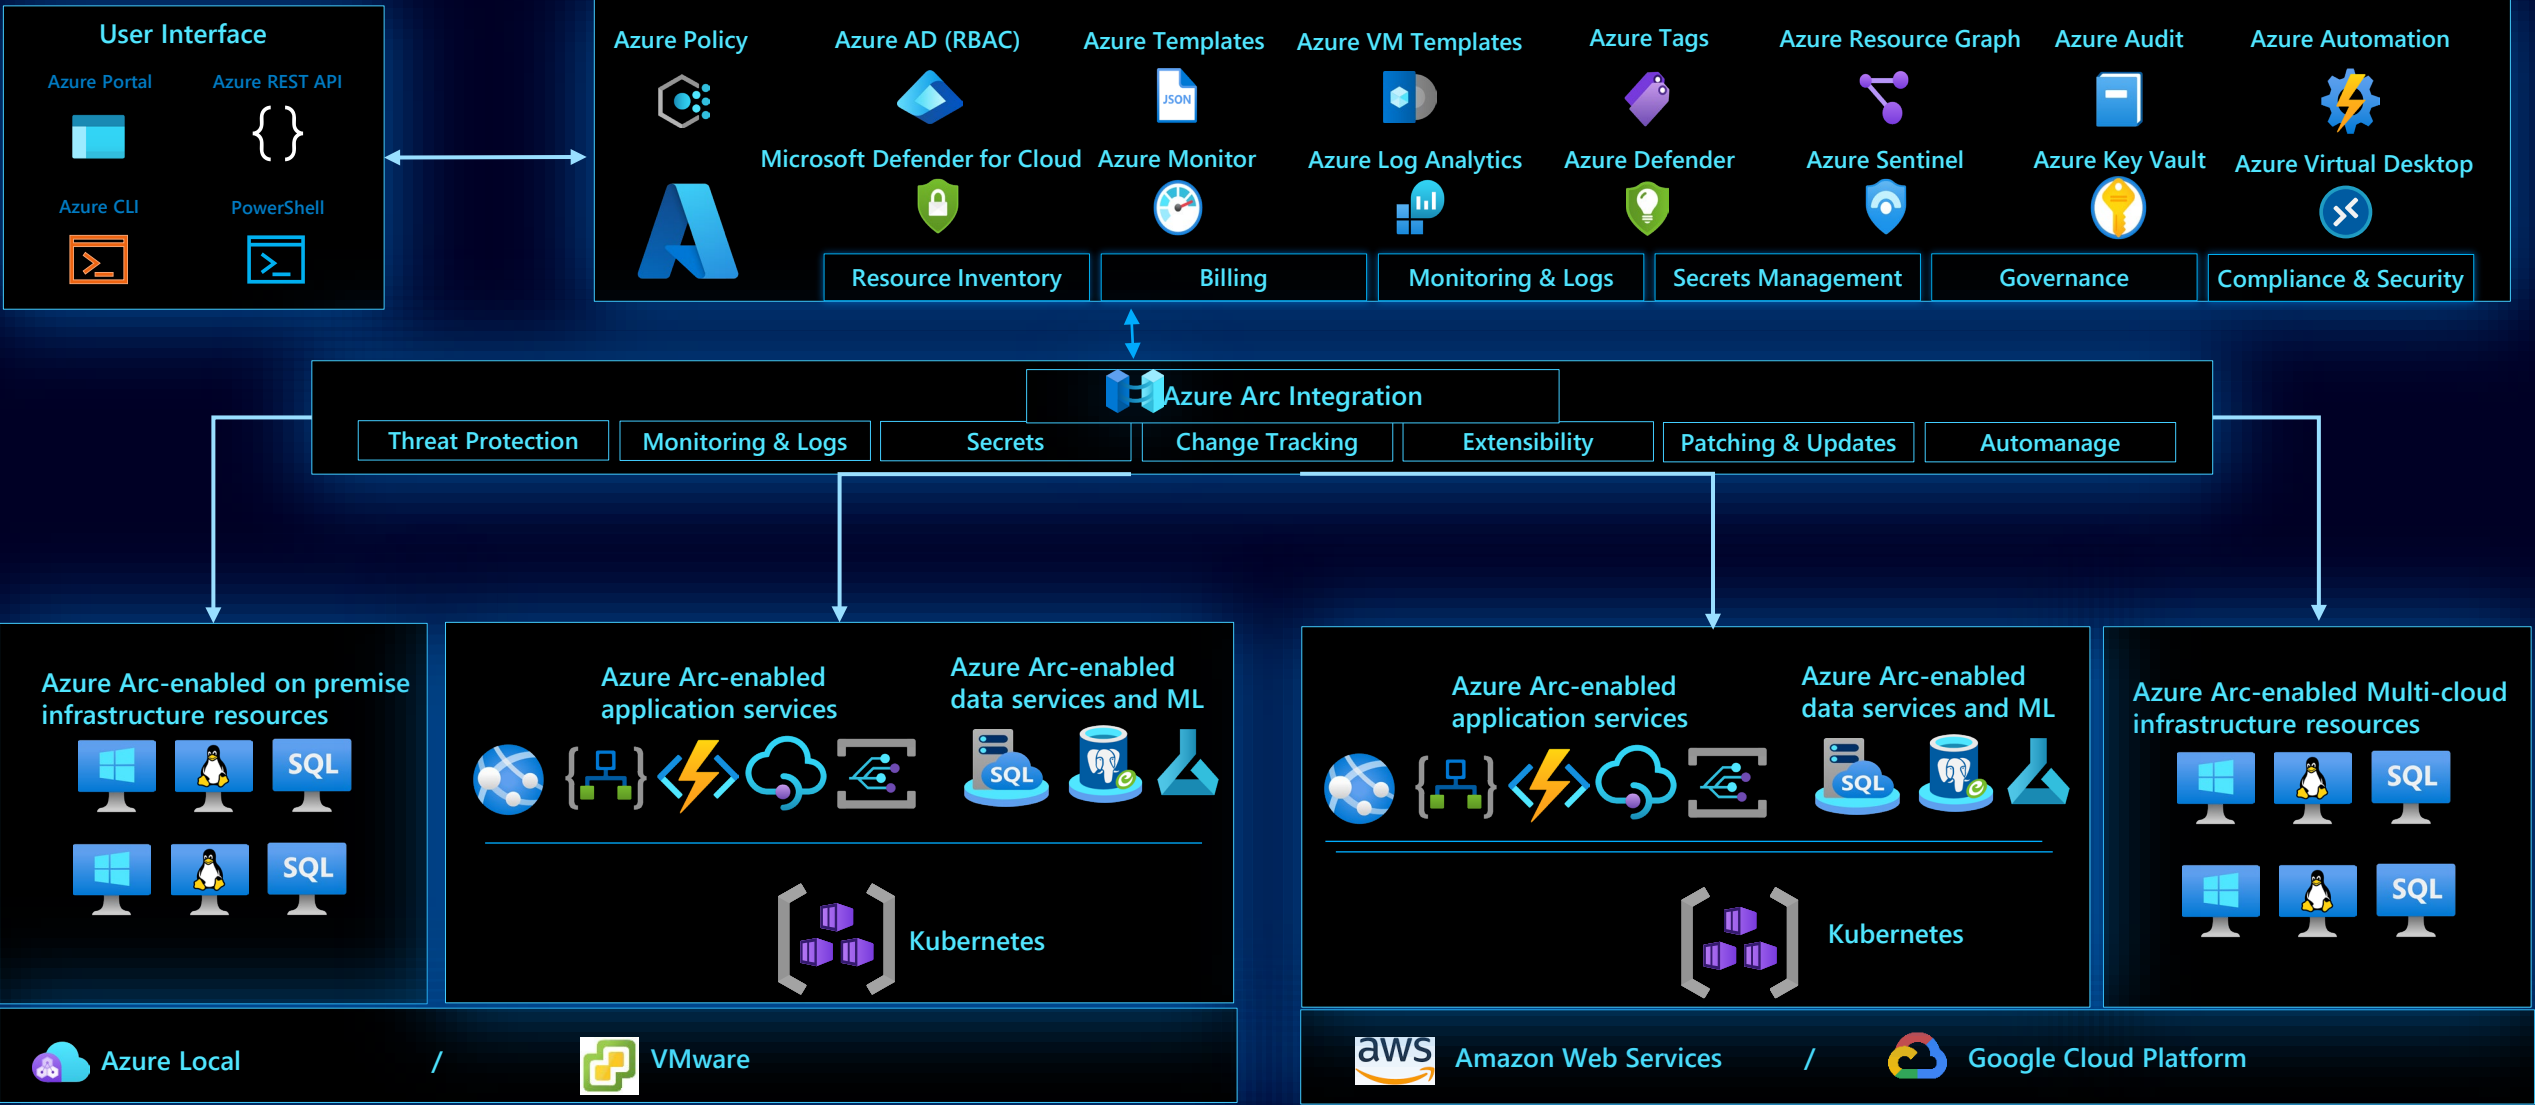 User Interface
Azure Portal
Azure REST API
Azure CLI
PowerShell
Azure Policy
Azure AD (RBAC)
Azure Templates
Azure VM Templates
Azure Tags
Azure Resource Graph
Azure Audit
Azure Automation
JSON
Microsoft Defender for Cloud
Azure Monitor
Azure Log Analytics
Azure Defender
Azure Sentinel
Azure Key Vault
Azure Virtual Desktop
Resource Inventory
Billing
Monitoring & Logs
Secrets Management
Governance
Compliance & Security
Azure Arc Integration
Threat Protection
Monitoring & Logs
Secrets
Change Tracking
Extensibility
Patching & Updates
Automanage
Azure Arc-enabled on premise
infrastructure resources
SQL
SQL
Azure Arc-enabled
application services
Azure Arc-enabled
data services and ML
SQL
Kubernetes
Azure Arc-enabled
application services
Azure Arc-enabled
data services and ML
SQL
Kubernetes
Azure Arc-enabled Multi-cloud
infrastructure resources
SQL
SQL
Azure Local
/
VMware
aws
Amazon Web Services
/
Google Cloud Platform